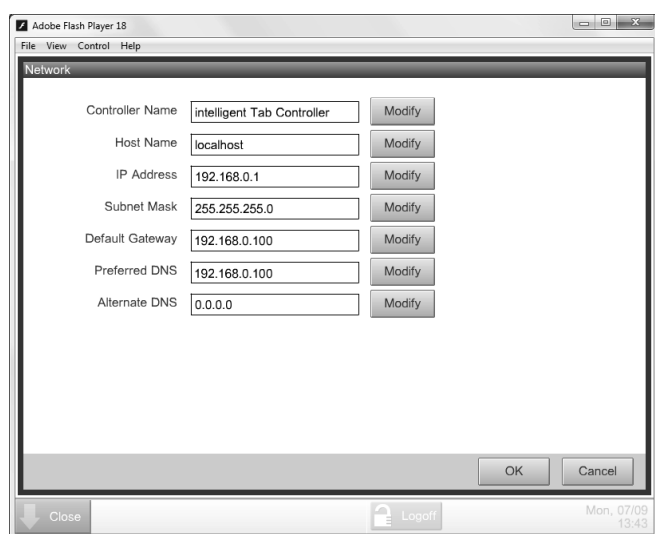 Adobe Flash Player 18
File View Control Help
Network
Controller Name intelligent Tab Controller Modify
Host Name localhost Modify
IP Address 192.168.0.1 Modify
Subnet Mask 255.255.255.0 Modify
Default Gateway 192.168.0.100 Modify
Preferred DNS 192.168.0.100 Modify
Alternate DNS 0.0.0.0 Modify
OK Cancel
Close Logoff Mon, 07/09
13:43